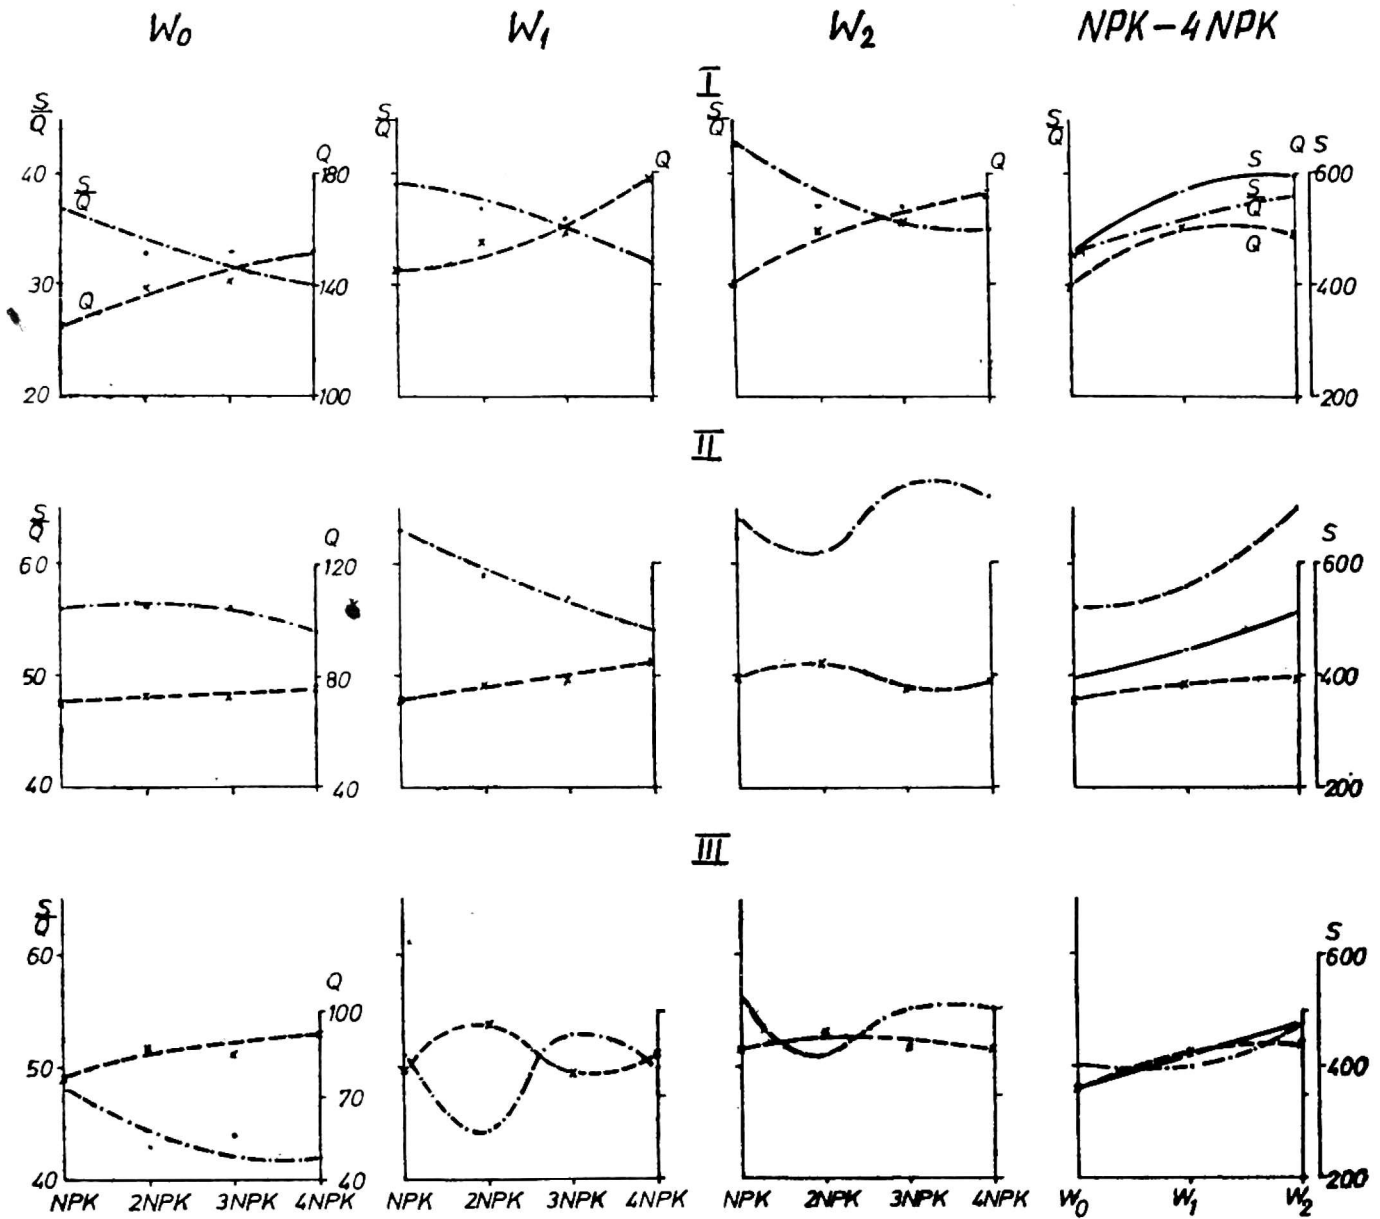 W₀ W₁ W₂ NPK–4NPK
I
S/Q S/Q S/Q S/Q
Q Q Q Q S
40 180 S 600
S/Q S/Q
Q Q
30 140 400
20 100 200
II
S/Q Q S
60 120 600
50 80 400
40 40 200
III
S/Q S
60 600
Q
100
50 400
70
40 40 200
NPK 2NPK 3NPK 4NPK NPK 2NPK 3NPK 4NPK NPK 2NPK 3NPK 4NPK W₀ W₁ W₂